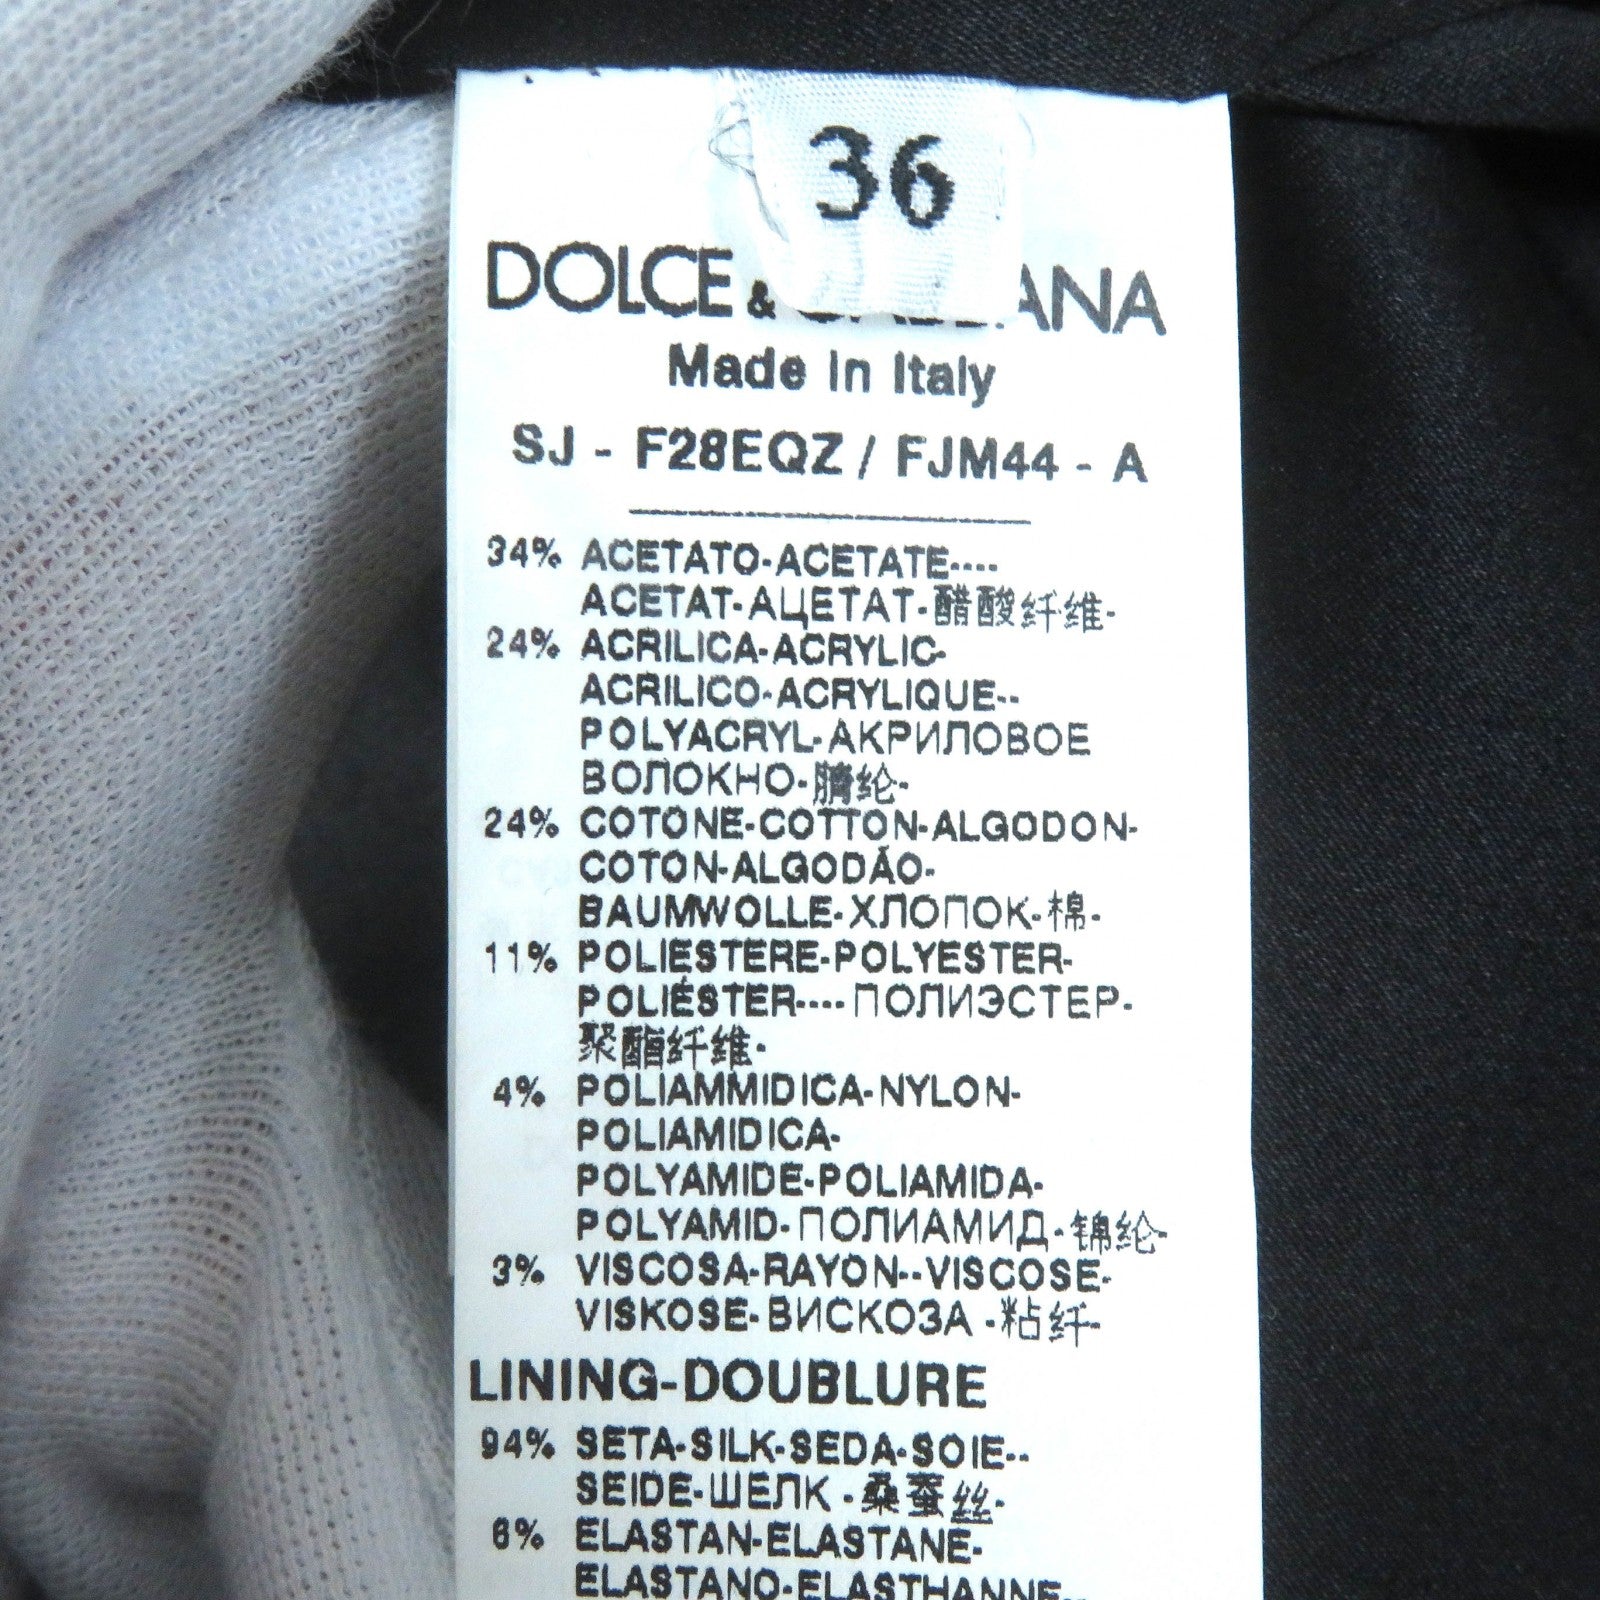 36
DOLCE & GABBANA
Made in Italy
SJ - F28EQZ / FJM44 - A
34% ACETATO-ACETATE----
ACETAT-АЦЕТАТ-醋酸纤维-
24% ACRILICA-ACRYLIC-
ACRILICO-ACRYLIQUE--
POLYACRYL-АКРИЛОВОЕ
ВОЛОКНО-腈纶-
24% COTONE-COTTON-ALGODON-
COTON-ALGODÃO-
BAUMWOLLE-ХЛОПОК-棉-
11% POLIESTERE-POLYESTER-
POLIÉSTER----ПОЛИЭСТЕР-
聚酯纤维-
4% POLIAMMIDICA-NYLON-
POLIAMIDICA-
POLYAMIDE-POLIAMIDA-
POLYAMID-ПОЛИАМИД-锦纶-
3% VISCOSA-RAYON--VISCOSE-
VISKOSE-ВИСКОЗА -粘纤-
LINING-DOUBLURE
94% SETA-SILK-SEDA-SOIE--
SEIDE-ШЕЛК -桑蚕丝-
6% ELASTAN-ELASTANE-
ELASTANO-ELASTHANNE--